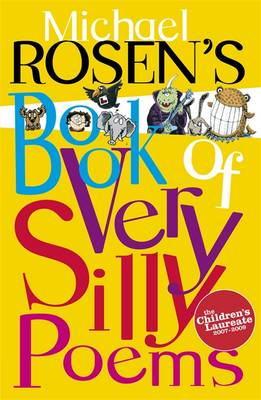 Michael
ROSEN'S
Book of
Very
Silly
Poems
the
Children's
Laureate
2007-2009